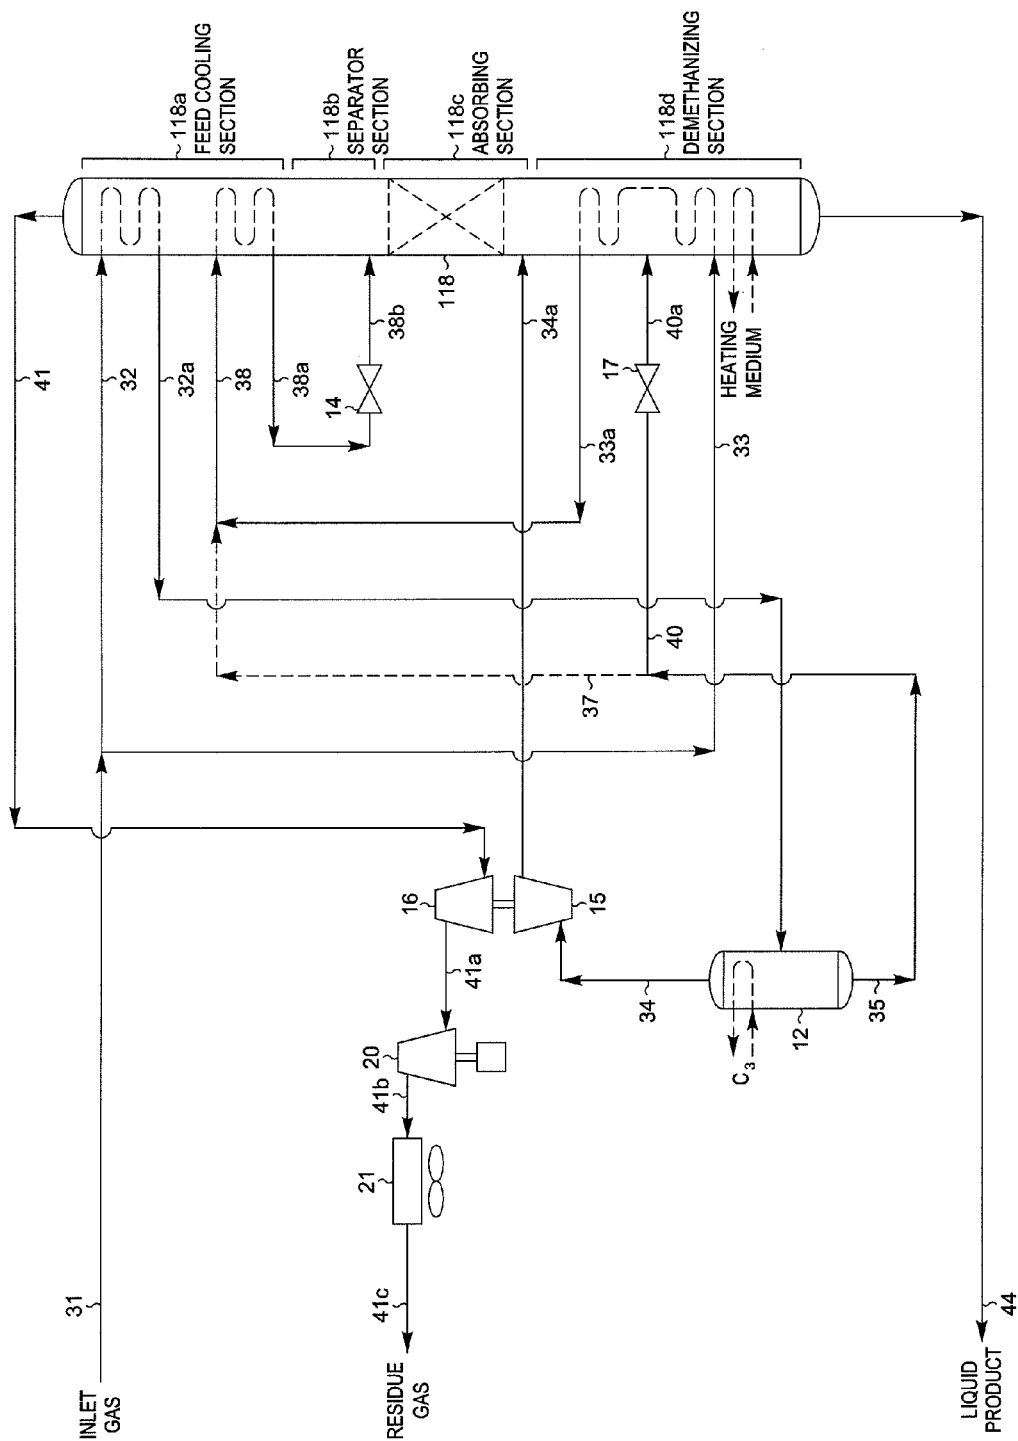 INLET
GAS
31
32
32a
38
38a
38b
14
41
118a
FEED COOLING
SECTION
118b
SEPARATOR
SECTION
118c
ABSORBING
SECTION
118d
DEMETHANIZING
SECTION
118
34a
33a
40a
17
40
37
33
HEATING
MEDIUM
16
15
41a
20
41b
21
41c
RESIDUE
GAS
34
12
35
C3
44
LIQUID
PRODUCT